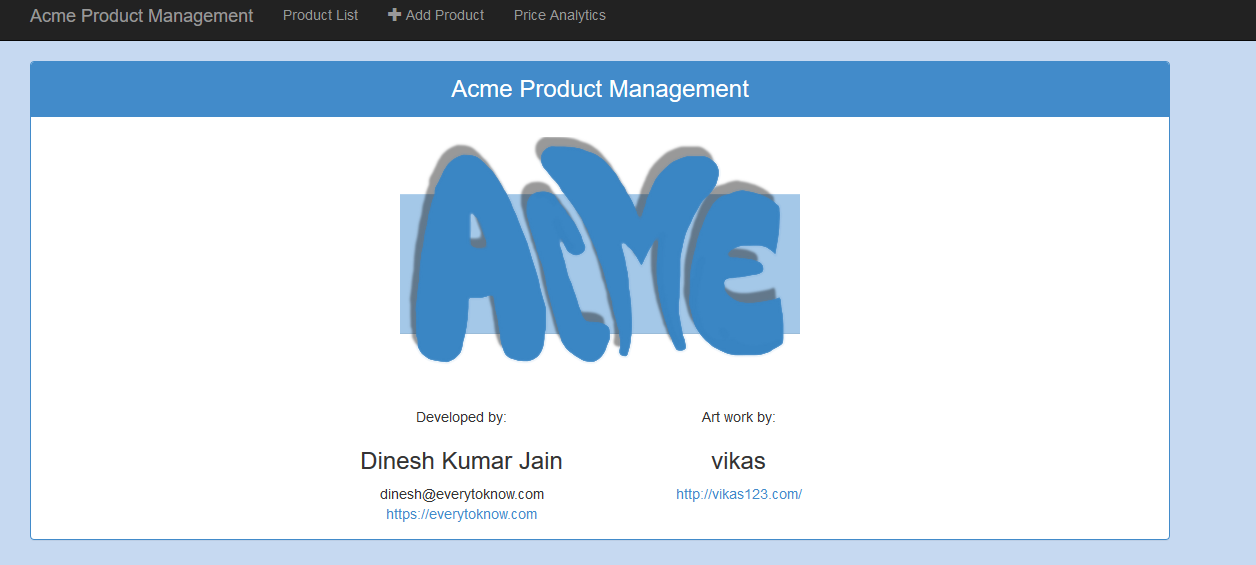 Acme Product Management Product List Add Product Price Analytics
Acme Product Management
AcMe
Developed by:
Dinesh Kumar Jain
dinesh@everytoknow.com
https://everytoknow.com
Art work by:
vikas
http://vikas123.com/